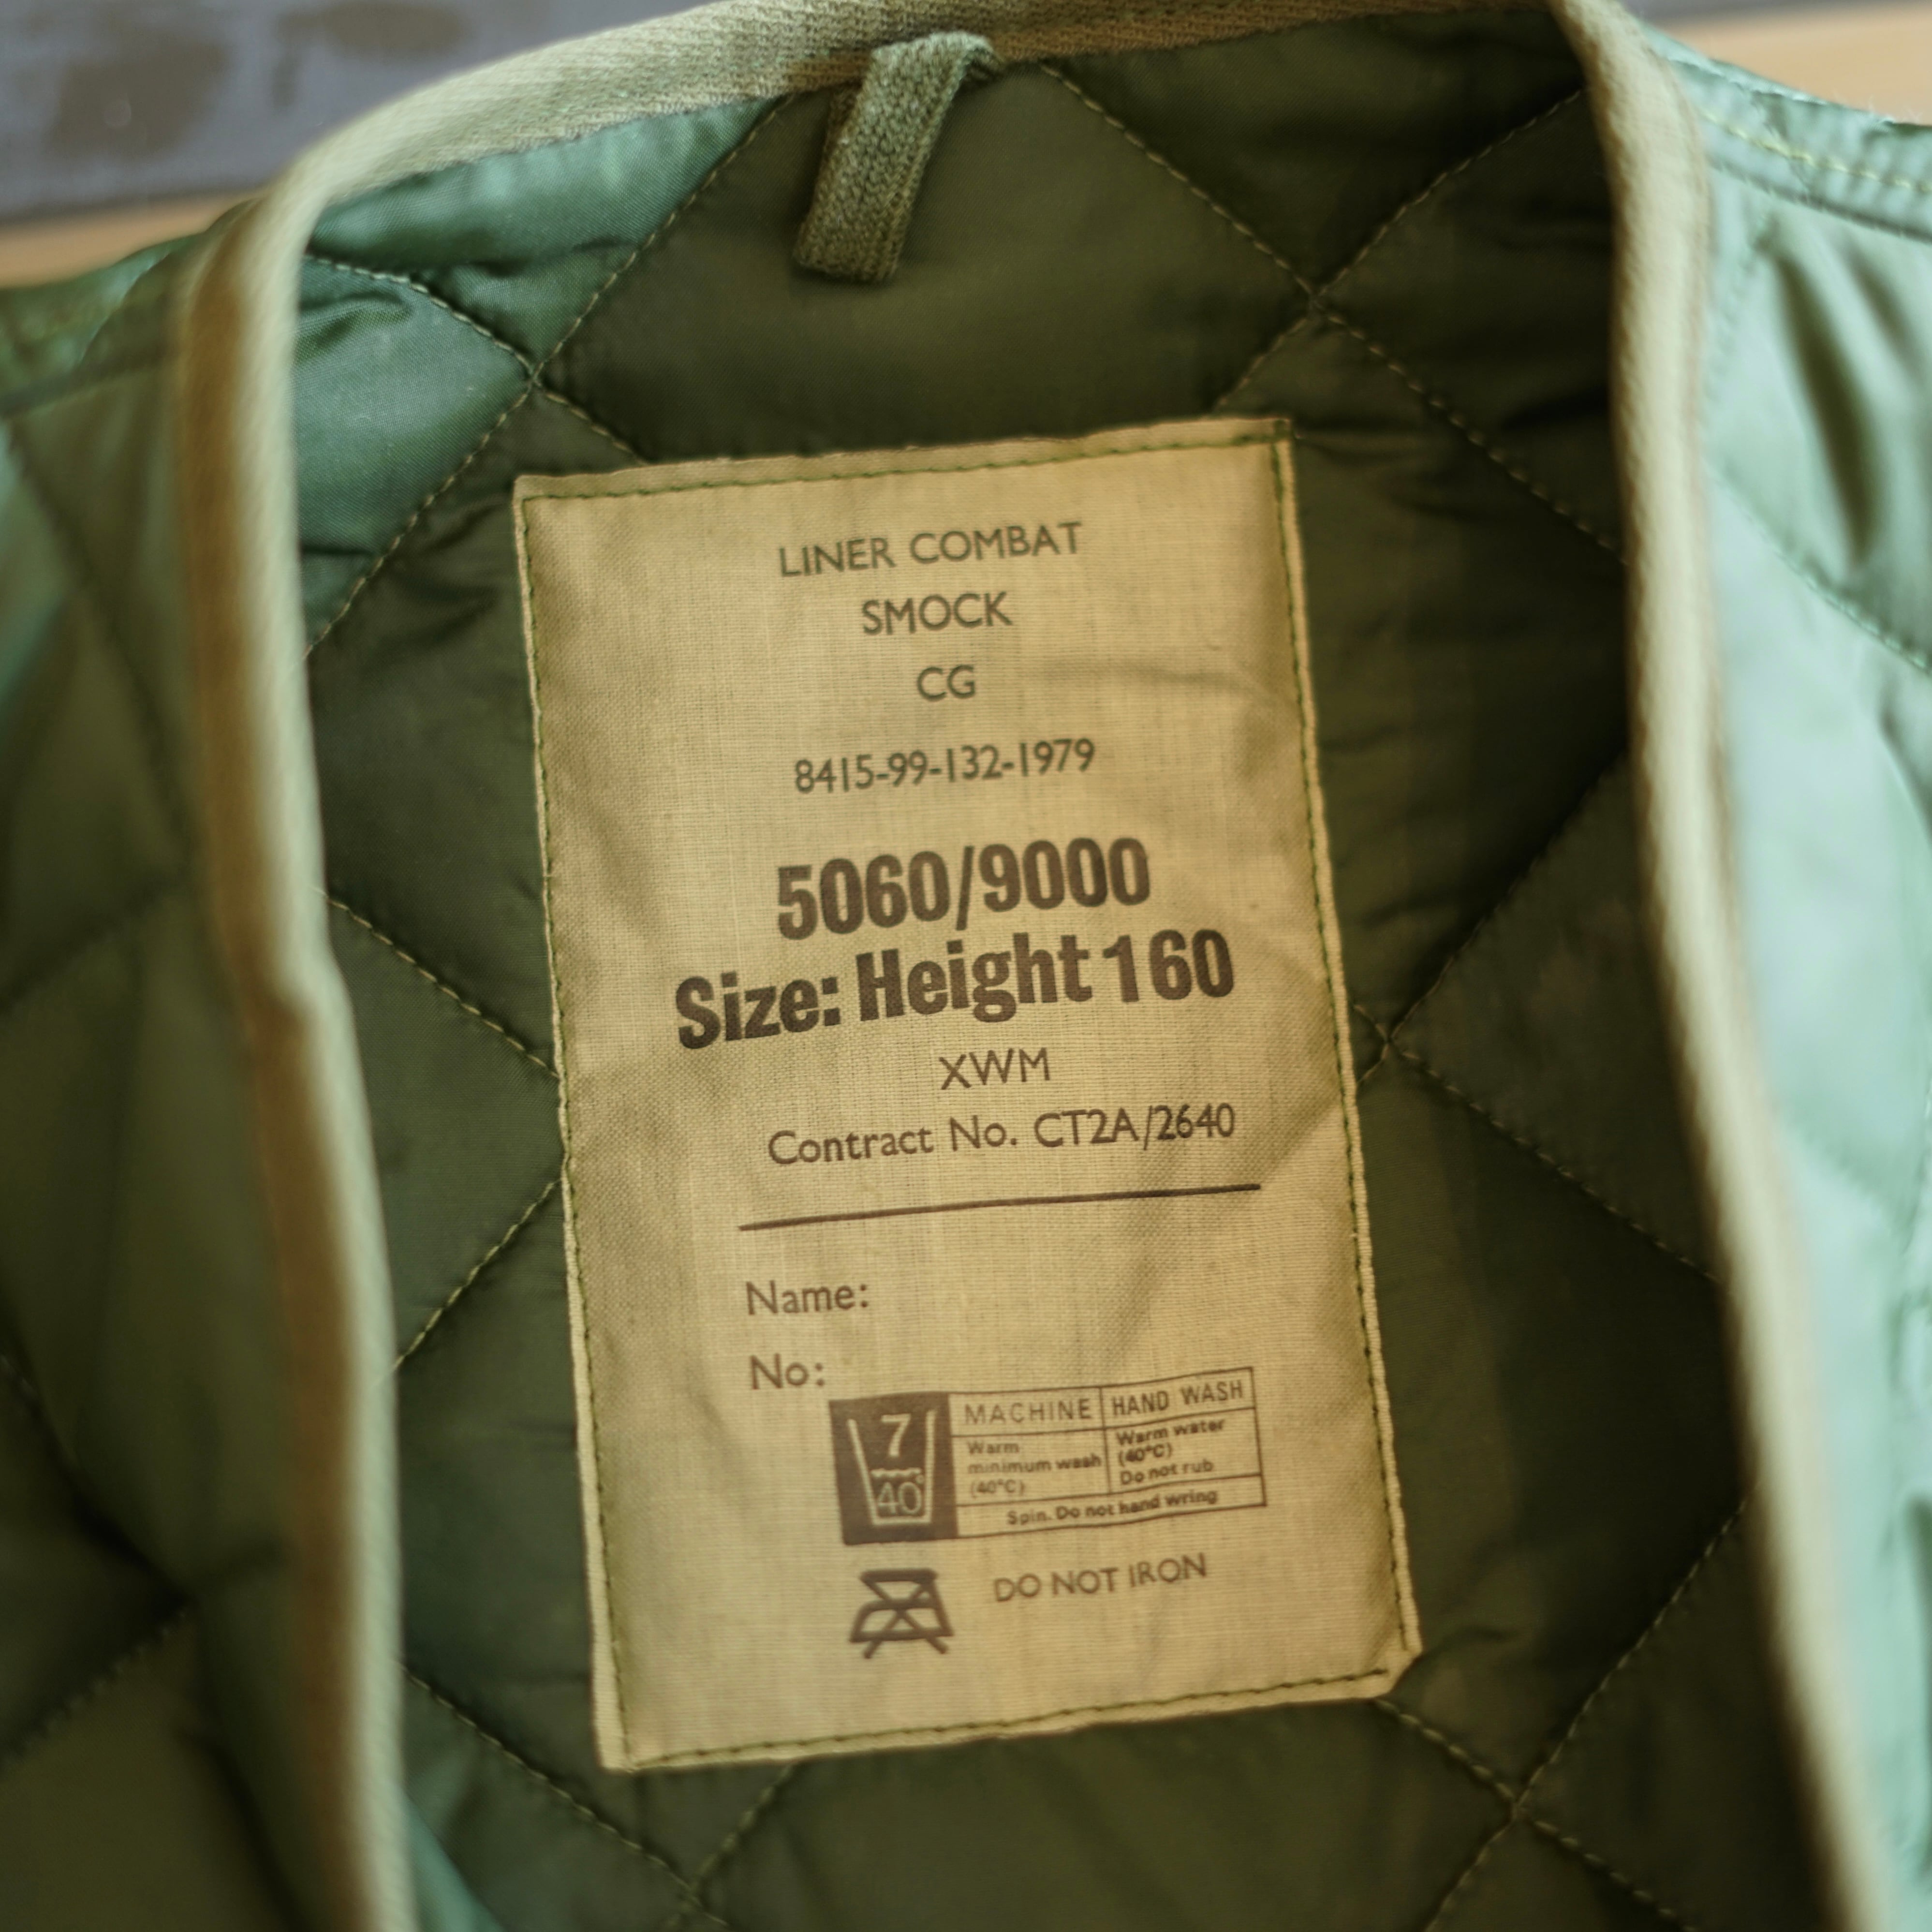 LINER COMBAT
SMOCK
CG
8415-99-132-1979
5060/9000
Size: Height 160
XWM
Contract No. CT2A/2640
Name:
No:
7
40
MACHINE HAND WASH
Warm
minimum wash
(40°C)
Warm water
(40°C)
Do not rub
Spin. Do not hand wring
DO NOT IRON